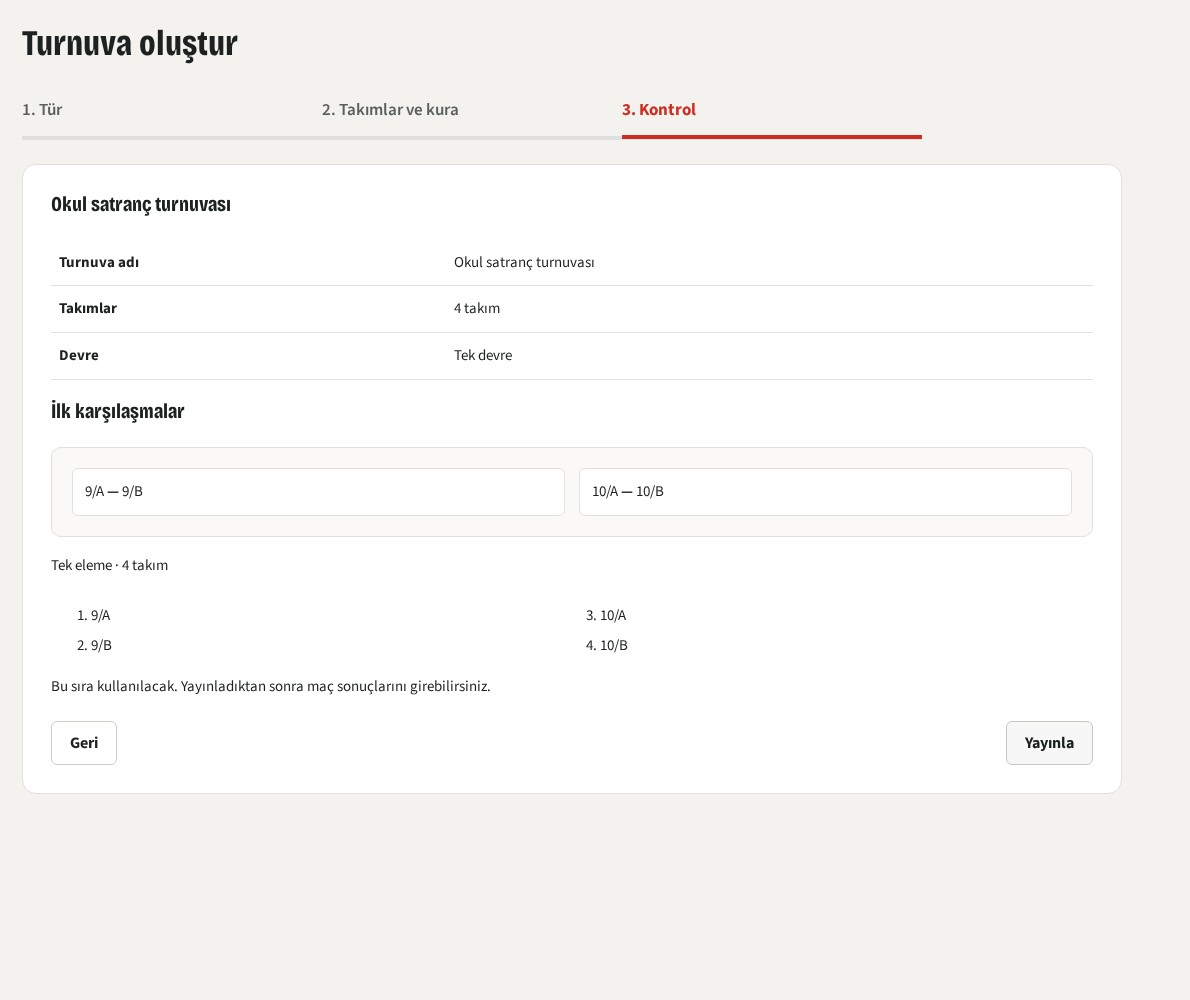 Turnuva oluştur
1. Tür
2. Takımlar ve kura
3. Kontrol
Okul satranç turnuvası
Turnuva adı
Okul satranç turnuvası
Takımlar
4 takım
Devre
Tek devre
İlk karşılaşmalar
9/A — 9/B
10/A — 10/B
Tek eleme · 4 takım
1. 9/A
2. 9/B
3. 10/A
4. 10/B
Bu sıra kullanılacak. Yayınladıktan sonra maç sonuçlarını girebilirsiniz.
Geri
Yayınla